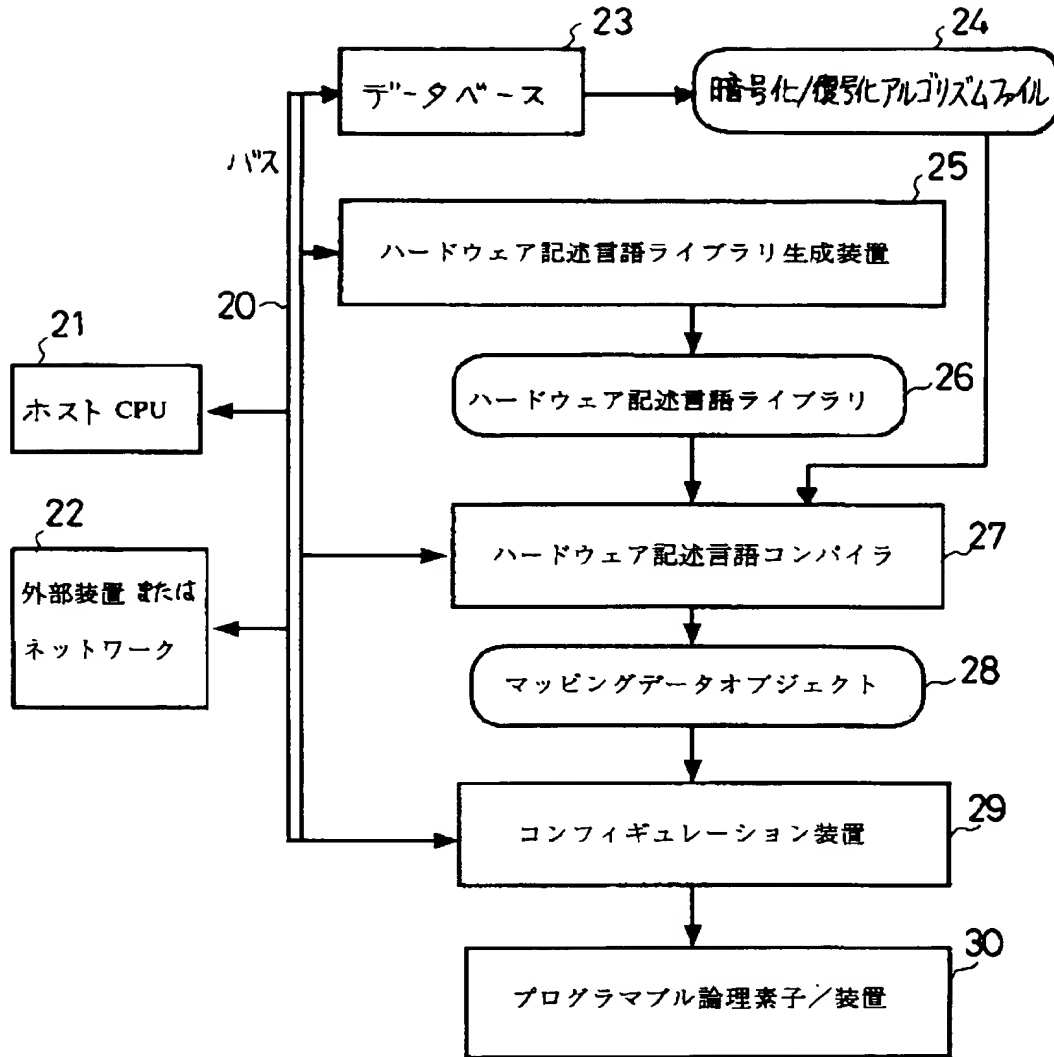 23
データベース
24
暗号化/復号化アルゴリズムファイル
バス
25
ハードウェア記述言語ライブラリ生成装置
20
21
ホスト CPU
26
ハードウェア記述言語ライブラリ
22
外部装置または
ネットワーク
27
ハードウェア記述言語コンパイラ
28
マッピングデータオブジェクト
29
コンフィギュレーション装置
30
プログラマブル論理素子/装置